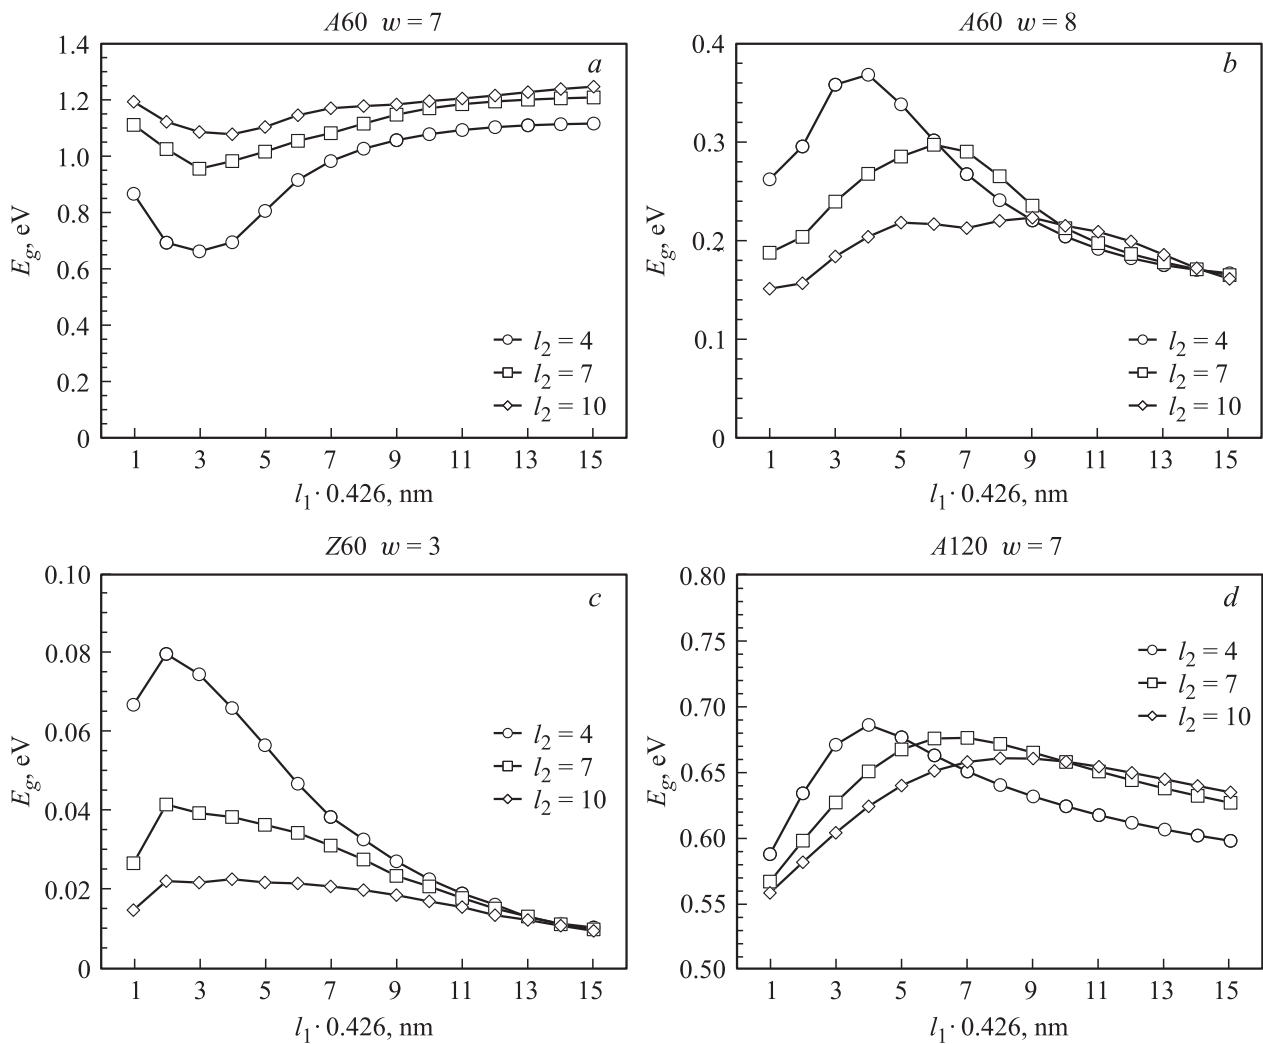 A60 w = 7
a
1.4
1.2
1.0
0.8
0.6
0.4
0.2
0
E_g, eV
l_2 = 4
l_2 = 7
l_2 = 10
1 3 5 7 9 11 13 15
l_1 · 0.426, nm
A60 w = 8
b
0.4
0.3
0.2
0.1
0
E_g, eV
l_2 = 4
l_2 = 7
l_2 = 10
1 3 5 7 9 11 13 15
l_1 · 0.426, nm
Z60 w = 3
c
0.10
0.08
0.06
0.04
0.02
0
E_g, eV
l_2 = 4
l_2 = 7
l_2 = 10
1 3 5 7 9 11 13 15
l_1 · 0.426, nm
A120 w = 7
d
0.80
0.75
0.70
0.65
0.60
0.55
0.50
E_g, eV
l_2 = 4
l_2 = 7
l_2 = 10
1 3 5 7 9 11 13 15
l_1 · 0.426, nm